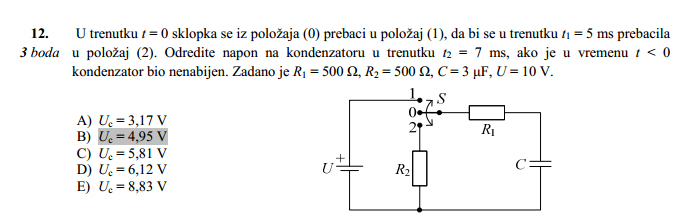 12. U trenutku t = 0 sklopka se iz položaja (0) prebaci u položaj (1), da bi se u trenutku t₁ = 5 ms prebacila
3 boda u položaj (2). Odredite napon na kondenzatoru u trenutku t₂ = 7 ms, ako je u vremenu t < 0
kondenzator bio nenabijen. Zadano je R₁ = 500 Ω, R₂ = 500 Ω, C = 3 μF, U = 10 V.
1 S
0
A) Uc = 3,17 V
B) Uc = 4,95 V
2 R₁
C) Uc = 5,81 V
D) Uc = 6,12 V
U + R₂ C
E) Uc = 8,83 V